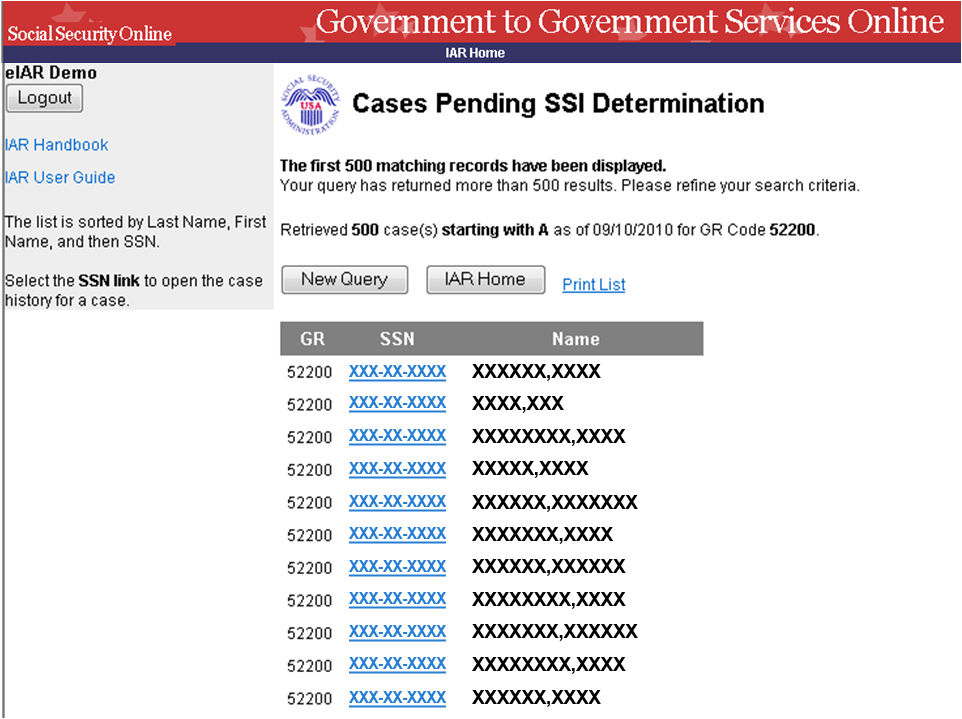 Social Security Online
Government to Government Services Online
IAR Home
eIAR Demo
Logout
IAR Handbook
IAR User Guide
The list is sorted by Last Name, First
Name, and then SSN.
Select the SSN link to open the case
history for a case.
SOCIAL SECURITY ADMINISTRATION
USA
Cases Pending SSI Determination
The first 500 matching records have been displayed.
Your query has returned more than 500 results. Please refine your search criteria.
Retrieved 500 case(s) starting with A as of 09/10/2010 for GR Code 52200.
New Query IAR Home Print List
GR SSN Name
52200 XXX-XX-XXXX XXXXXX,XXXX
52200 XXX-XX-XXXX XXXX,XXX
52200 XXX-XX-XXXX XXXXXXXX,XXXX
52200 XXX-XX-XXXX XXXXX,XXXX
52200 XXX-XX-XXXX XXXXXX,XXXXXXX
52200 XXX-XX-XXXX XXXXXXX,XXXX
52200 XXX-XX-XXXX XXXXXX,XXXXXX
52200 XXX-XX-XXXX XXXXXXXX,XXXX
52200 XXX-XX-XXXX XXXXXXX,XXXXXX
52200 XXX-XX-XXXX XXXXXXXX,XXXX
52200 XXX-XX-XXXX XXXXXX,XXXX